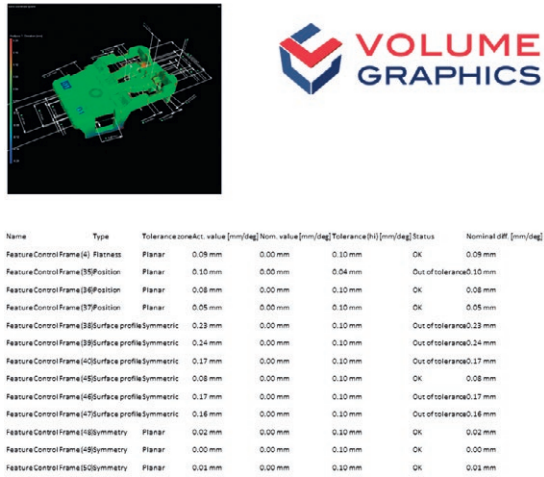 VOLUME
GRAPHICS
Name Type Tolerance zone Act. value [mm/deg] Nom. value [mm/deg] Tolerance (hi) [mm/deg] Status Nominal diff. [mm/deg]
Feature Control Frame (4) Flatness Planar 0.09 mm 0.00 mm 0.10 mm OK 0.09 mm
Feature Control Frame (35) Position Planar 0.10 mm 0.00 mm 0.04 mm Out of tolerance 0.10 mm
Feature Control Frame (36) Position Planar 0.08 mm 0.00 mm 0.10 mm OK 0.08 mm
Feature Control Frame (37) Position Planar 0.05 mm 0.00 mm 0.10 mm OK 0.05 mm
Feature Control Frame (38) Surface profile Symmetric 0.23 mm 0.00 mm 0.10 mm Out of tolerance 0.23 mm
Feature Control Frame (39) Surface profile Symmetric 0.24 mm 0.00 mm 0.10 mm Out of tolerance 0.24 mm
Feature Control Frame (40) Surface profile Symmetric 0.17 mm 0.00 mm 0.10 mm Out of tolerance 0.17 mm
Feature Control Frame (45) Surface profile Symmetric 0.08 mm 0.00 mm 0.10 mm OK 0.08 mm
Feature Control Frame (46) Surface profile Symmetric 0.17 mm 0.00 mm 0.10 mm Out of tolerance 0.17 mm
Feature Control Frame (47) Surface profile Symmetric 0.16 mm 0.00 mm 0.10 mm Out of tolerance 0.16 mm
Feature Control Frame (48) Symmetry Planar 0.02 mm 0.00 mm 0.10 mm OK 0.02 mm
Feature Control Frame (49) Symmetry Planar 0.00 mm 0.00 mm 0.10 mm OK 0.00 mm
Feature Control Frame (50) Symmetry Planar 0.01 mm 0.00 mm 0.10 mm OK 0.01 mm